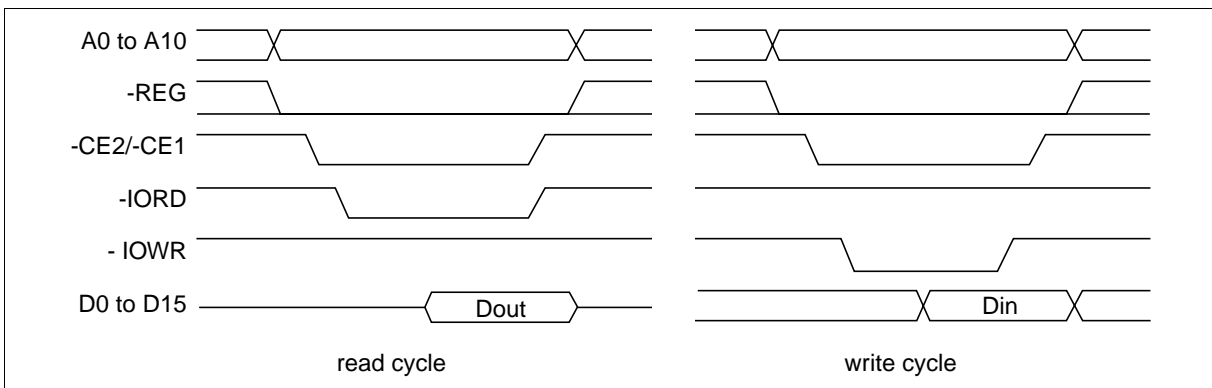 A0 to A10
-REG
-CE2/-CE1
-IORD
- IOWR
D0 to D15 Dout Din
read cycle write cycle